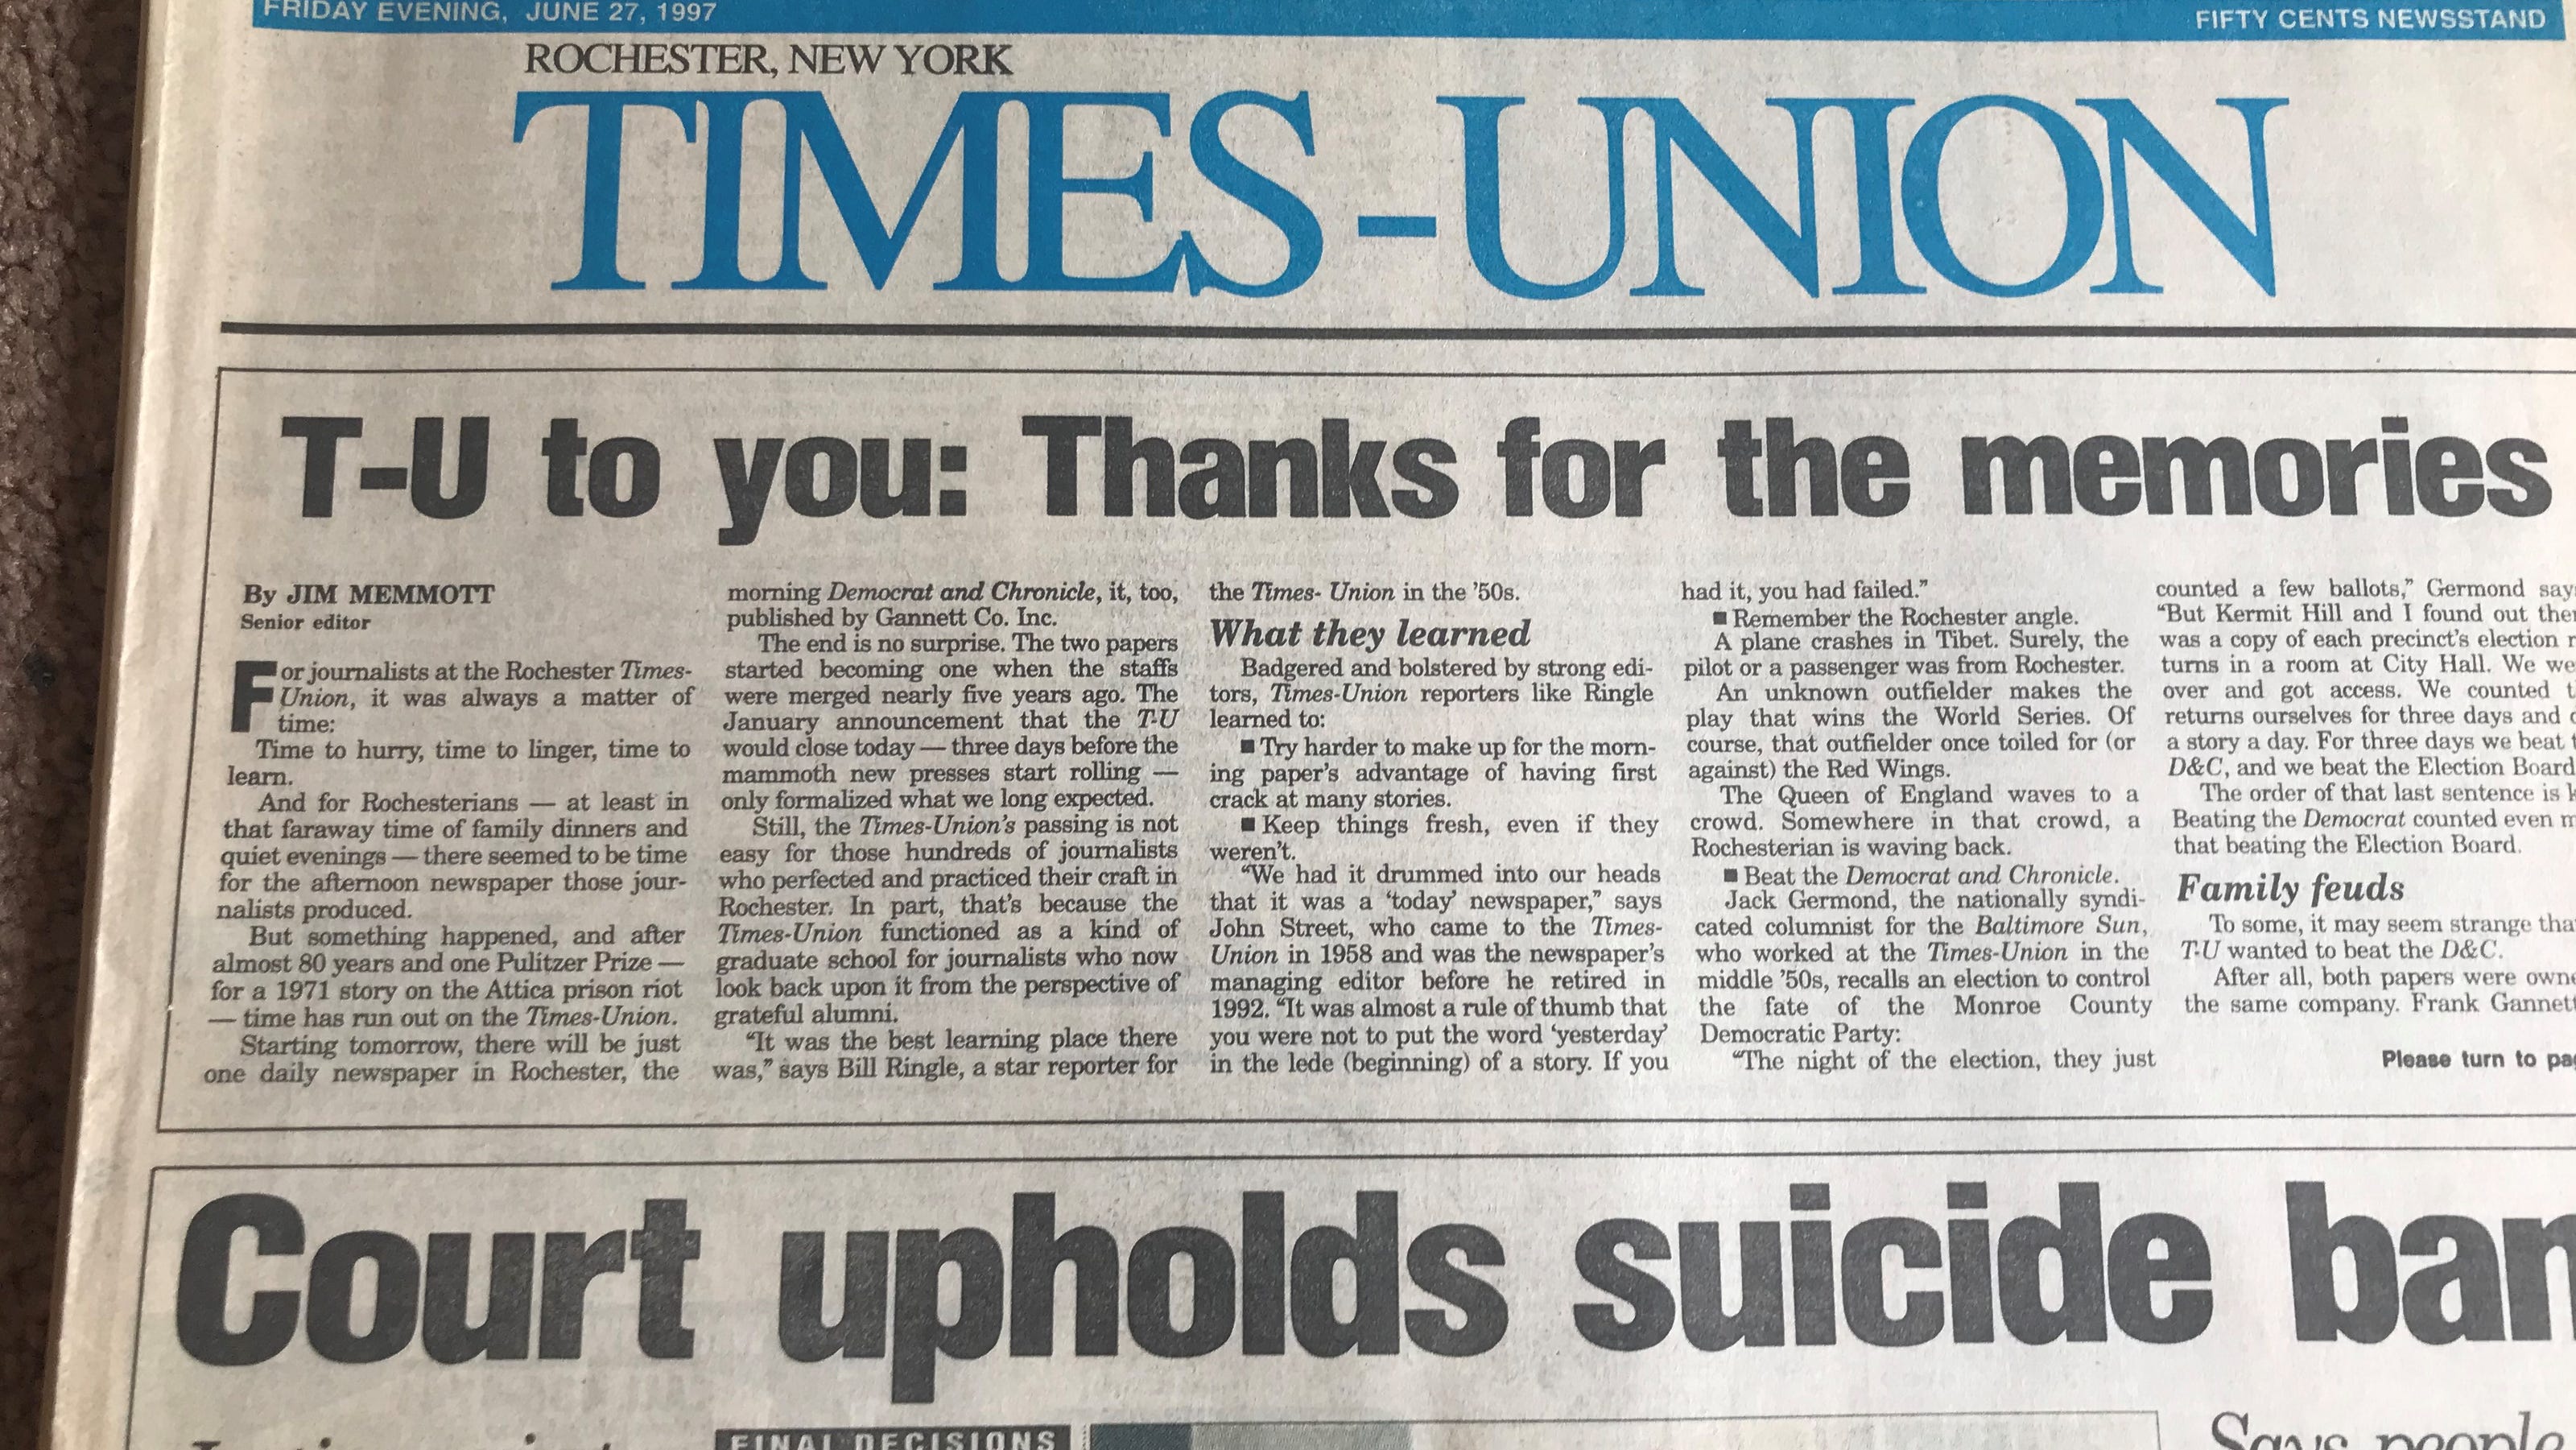 FRIDAY EVENING, JUNE 27, 1997
FIFTY CENTS NEWSSTAND
ROCHESTER, NEW YORK
TIMES-UNION
T-U to you: Thanks for the memories
By JIM MEMMOTT
Senior editor
For journalists at the Rochester Times-
Union, it was always a matter of
time:
Time to hurry, time to linger, time to
learn.
And for Rochesterians — at least in
that faraway time of family dinners and
quiet evenings — there seemed to be time
for the afternoon newspaper those jour-
nalists produced.
But something happened, and after
almost 80 years and one Pulitzer Prize —
for a 1971 story on the Attica prison riot
— time has run out on the Times-Union.
Starting tomorrow, there will be just
one daily newspaper in Rochester, the
morning Democrat and Chronicle, it, too,
published by Gannett Co. Inc.
The end is no surprise. The two papers
started becoming one when the staffs
were merged nearly five years ago. The
January announcement that the T-U
would close today — three days before the
mammoth new presses start rolling —
only formalized what we long expected.
Still, the Times-Union's passing is not
easy for those hundreds of journalists
who perfected and practiced their craft in
Rochester. In part, that's because the
Times-Union functioned as a kind of
graduate school for journalists who now
look back upon it from the perspective of
grateful alumni.
“It was the best learning place there
was,” says Bill Ringle, a star reporter for
the Times- Union in the ’50s.
What they learned
Badgered and bolstered by strong edi-
tors, Times-Union reporters like Ringle
learned to:
■ Try harder to make up for the morn-
ing paper's advantage of having first
crack at many stories.
■ Keep things fresh, even if they
weren't.
“We had it drummed into our heads
that it was a ‘today’ newspaper,” says
John Street, who came to the Times-
Union in 1958 and was the newspaper's
managing editor before he retired in
1992. “It was almost a rule of thumb that
you were not to put the word ‘yesterday’
in the lede (beginning) of a story. If you
had it, you had failed.”
■ Remember the Rochester angle.
A plane crashes in Tibet. Surely, the
pilot or a passenger was from Rochester.
An unknown outfielder makes the
play that wins the World Series. Of
course, that outfielder once toiled for (or
against) the Red Wings.
The Queen of England waves to a
crowd. Somewhere in that crowd, a
Rochesterian is waving back.
■ Beat the Democrat and Chronicle.
Jack Germond, the nationally syndi-
cated columnist for the Baltimore Sun,
who worked at the Times-Union in the
middle ’50s, recalls an election to control
the fate of the Monroe County
Democratic Party:
“The night of the election, they just
counted a few ballots,” Germond
“But Kermit Hill and I found out
was a copy of each precinct's election
turns in a room at City Hall. We
over and got access. We counted
returns ourselves for three days and
a story a day. For three days we beat
D&C, and we beat the Election Board
The order of that last sentence is
Beating the Democrat counted even
that beating the Election Board.
Family feuds
To some, it may seem strange
T-U wanted to beat the D&C.
After all, both papers were
the same company. Frank
Please turn to
Court upholds suicide ban
FINAL DECISIONS
Says people